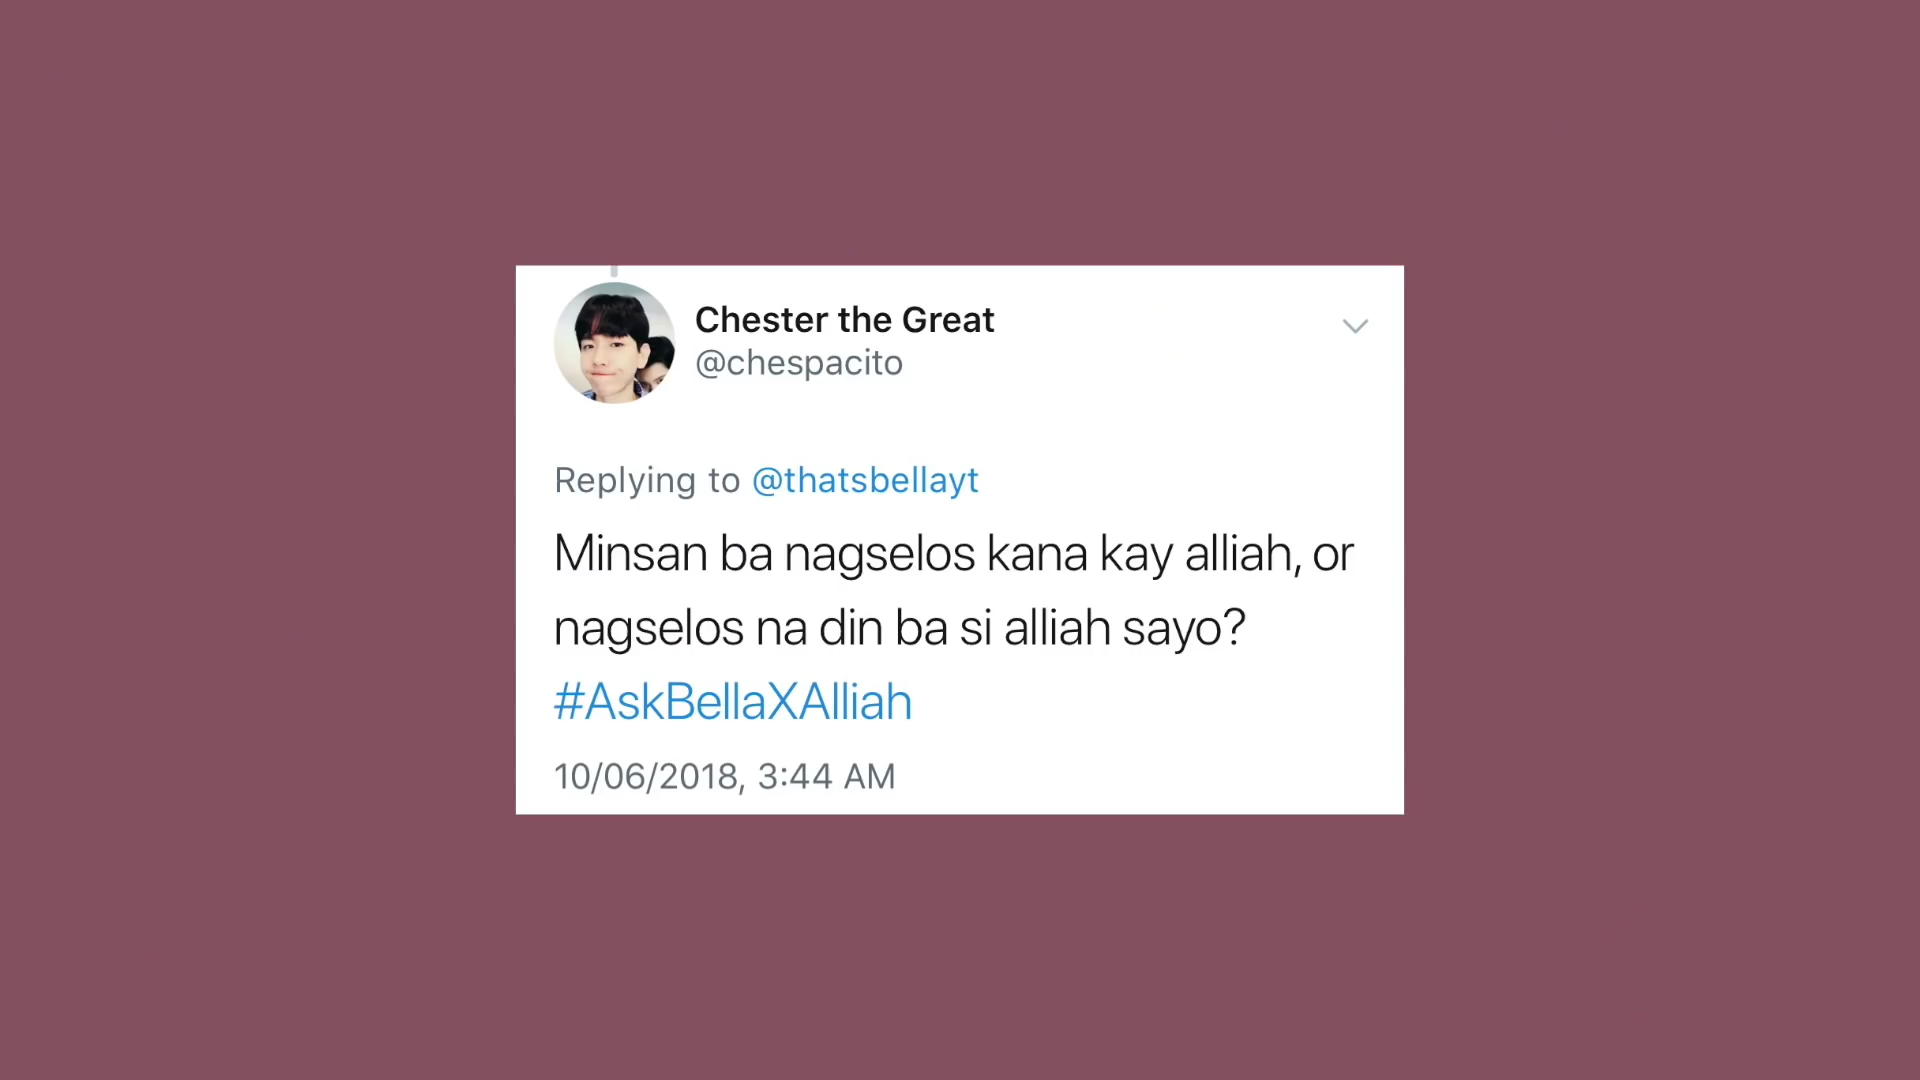 Chester the Great
@chespacito
Replying to @thatsbellayt
Minsan ba nagselos kana kay alliah, or
nagselos na din ba si alliah sayo?
#AskBellaXAlliah
10/06/2018, 3:44 AM